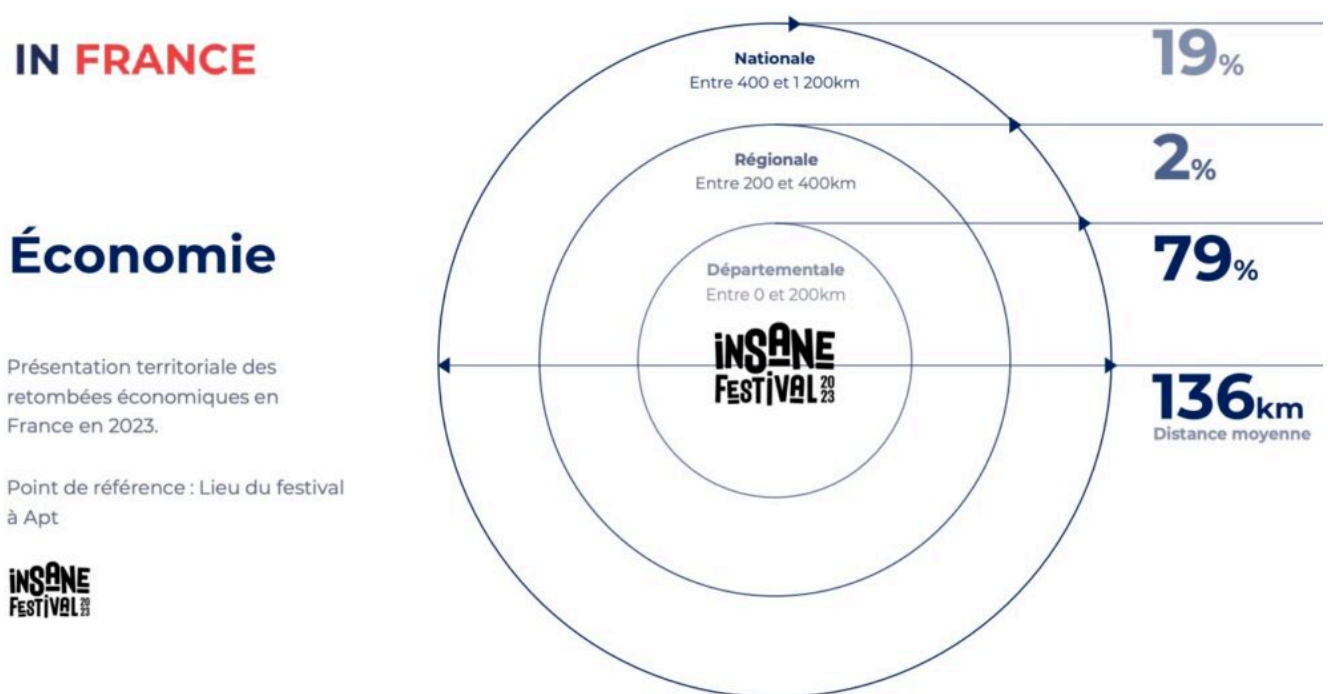 IN FRANCE
Économie
Présentation territoriale des
retombées économiques en
France en 2023.
Point de référence : Lieu du festival
à Apt
INSANE
FESTIVAL 2023
Nationale
Entre 400 et 1 200km
Régionale
Entre 200 et 400km
Départementale
Entre 0 et 200km
INSANE
FESTIVAL 2023
19%
2%
79%
136km
Distance moyenne